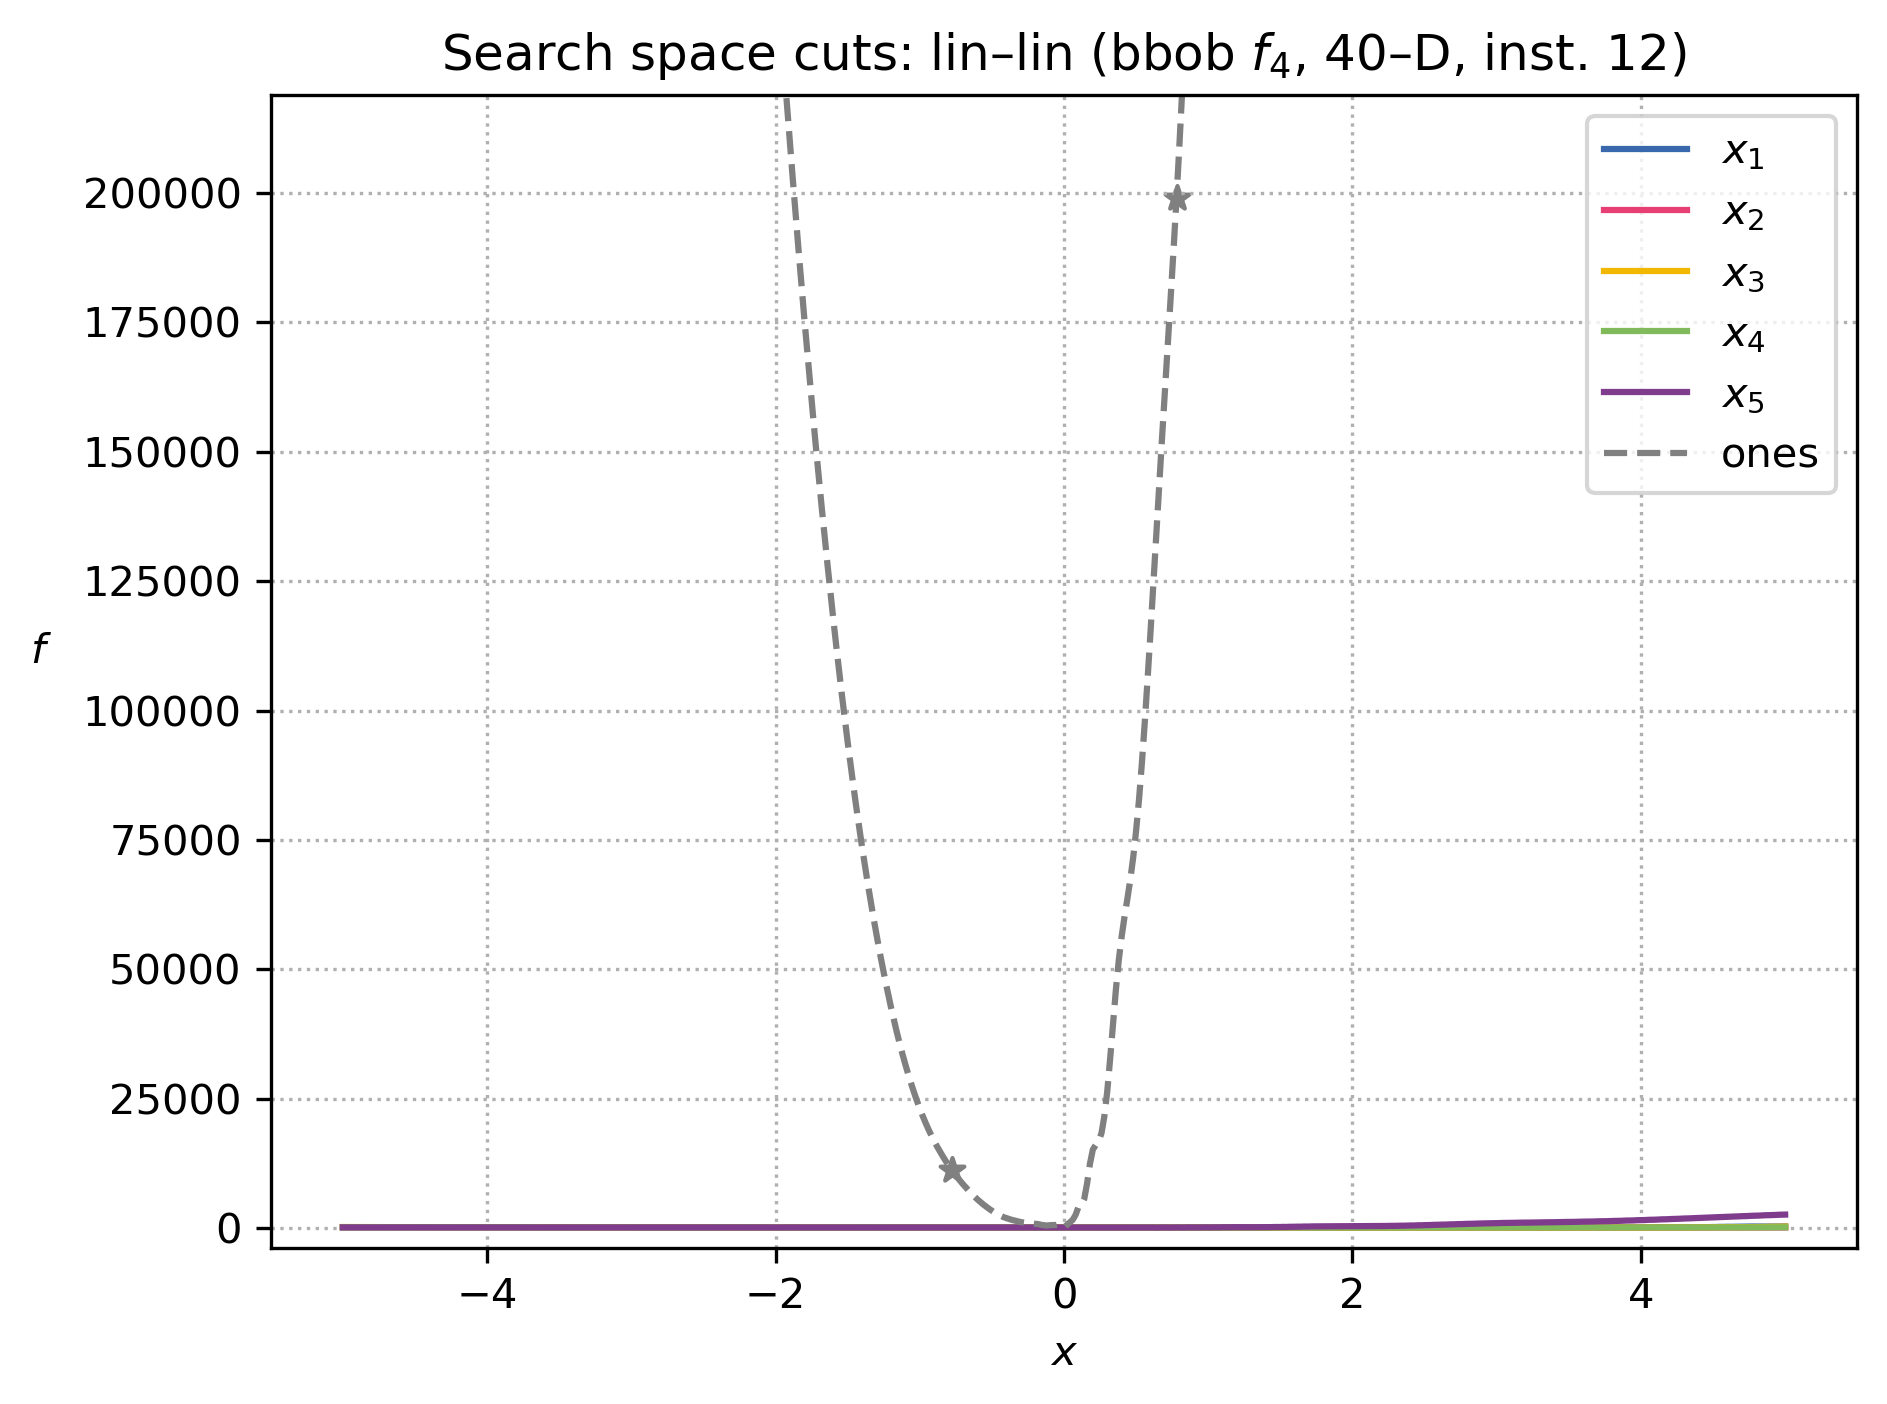 Search space cuts: lin–lin (bbob f₄, 40–D, inst. 12)
x₁
x₂
x₃
x₄
x₅
ones
200000
175000
150000
125000
100000
75000
50000
25000
0
f
−4 −2 0 2 4
x